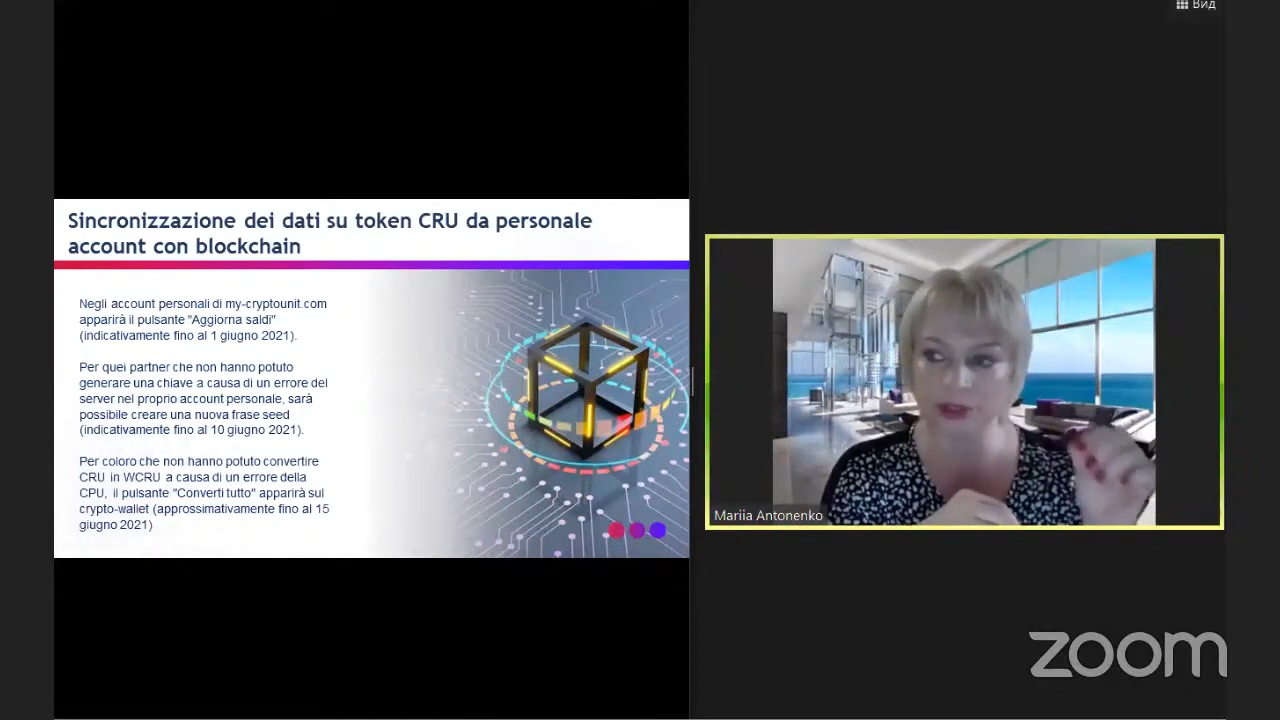 Вид
Sincronizzazione dei dati su token CRU da personale
account con blockchain
Negli account personali di my-cryptounit.com
apparirà il pulsante "Aggiorna saldi"
(indicativamente fino al 1 giugno 2021).
Per quei partner che non hanno potuto
generare una chiave a causa di un errore del
server nel proprio account personale, sarà
possibile creare una nuova frase seed
(indicativamente fino al 10 giugno 2021).
Per coloro che non hanno potuto convertire
CRU in WCRU a causa di un errore della
CPU, il pulsante "Converti tutto" apparirà sul
crypto-wallet (approssimativamente fino al 15
giugno 2021)
Mariia Antonenko
zoom